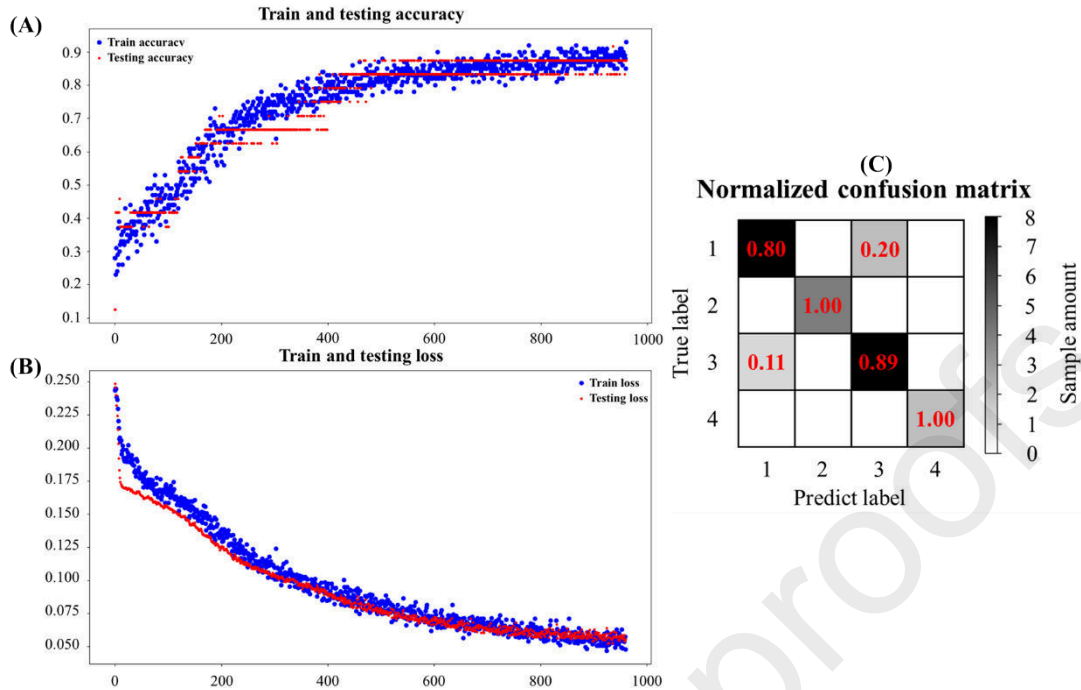 (A)
Train and testing accuracy
Train accuracy
Testing accuracy
0.9
0.8
0.7
0.6
0.5
0.4
0.3
0.2
0.1
0 200 400 600 800 1000
(B)
Train and testing loss
Train loss
Testing loss
0.250
0.225
0.200
0.175
0.150
0.125
0.100
0.075
0.050
0 200 400 600 800 1000
(C)
Normalized confusion matrix
True label
1 0.80 0.20
2 1.00
3 0.11 0.89
4 1.00
1 2 3 4
Predict label
8
7
6
5
4
3
2
1
0
Sample amount
proofs